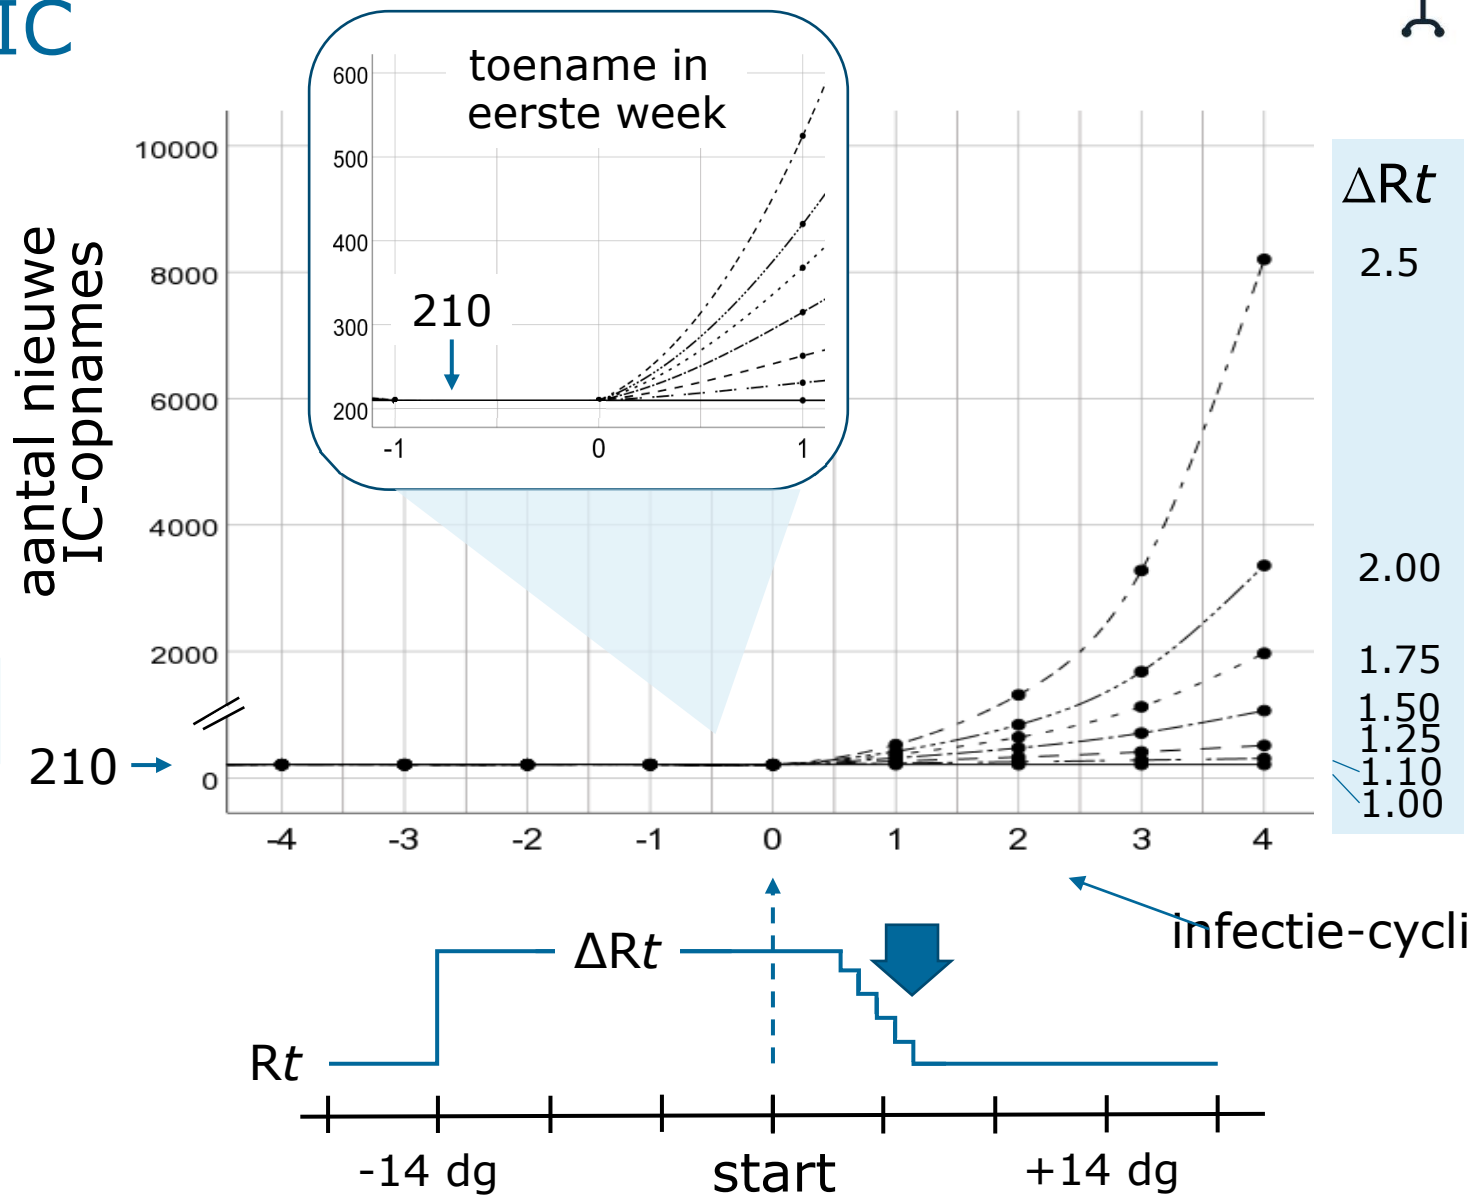 IC
toename in
eerste week
600
500
400
300
200
210
-1
0
1
aantal nieuwe
IC-opnames
10000
8000
6000
4000
2000
0
210
-4
-3
-2
-1
0
1
2
3
4
ΔRt
2.5
2.00
1.75
1.50
1.25
1.10
1.00
infectie-cycli
ΔRt
Rt
-14 dg
start
+14 dg